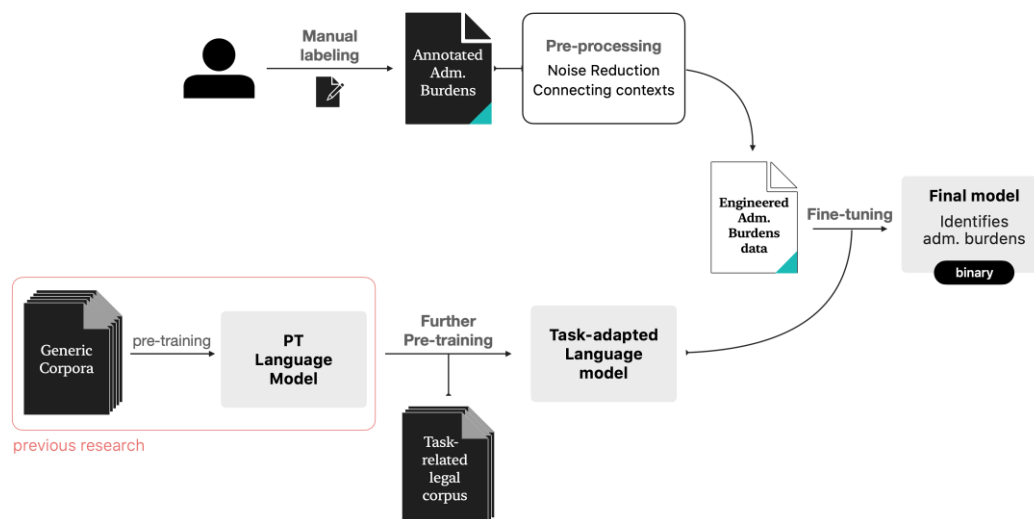 Manual
labeling
Annotated
Adm.
Burdens
Pre-processing
Noise Reduction
Connecting contexts
Engineered
Adm.
Burdens
data
Fine-tuning
Final model
Identifies
adm. burdens
binary
Generic
Corpora
pre-training
PT
Language
Model
previous research
Further
Pre-training
Task-
related
legal
corpus
Task-adapted
Language
model